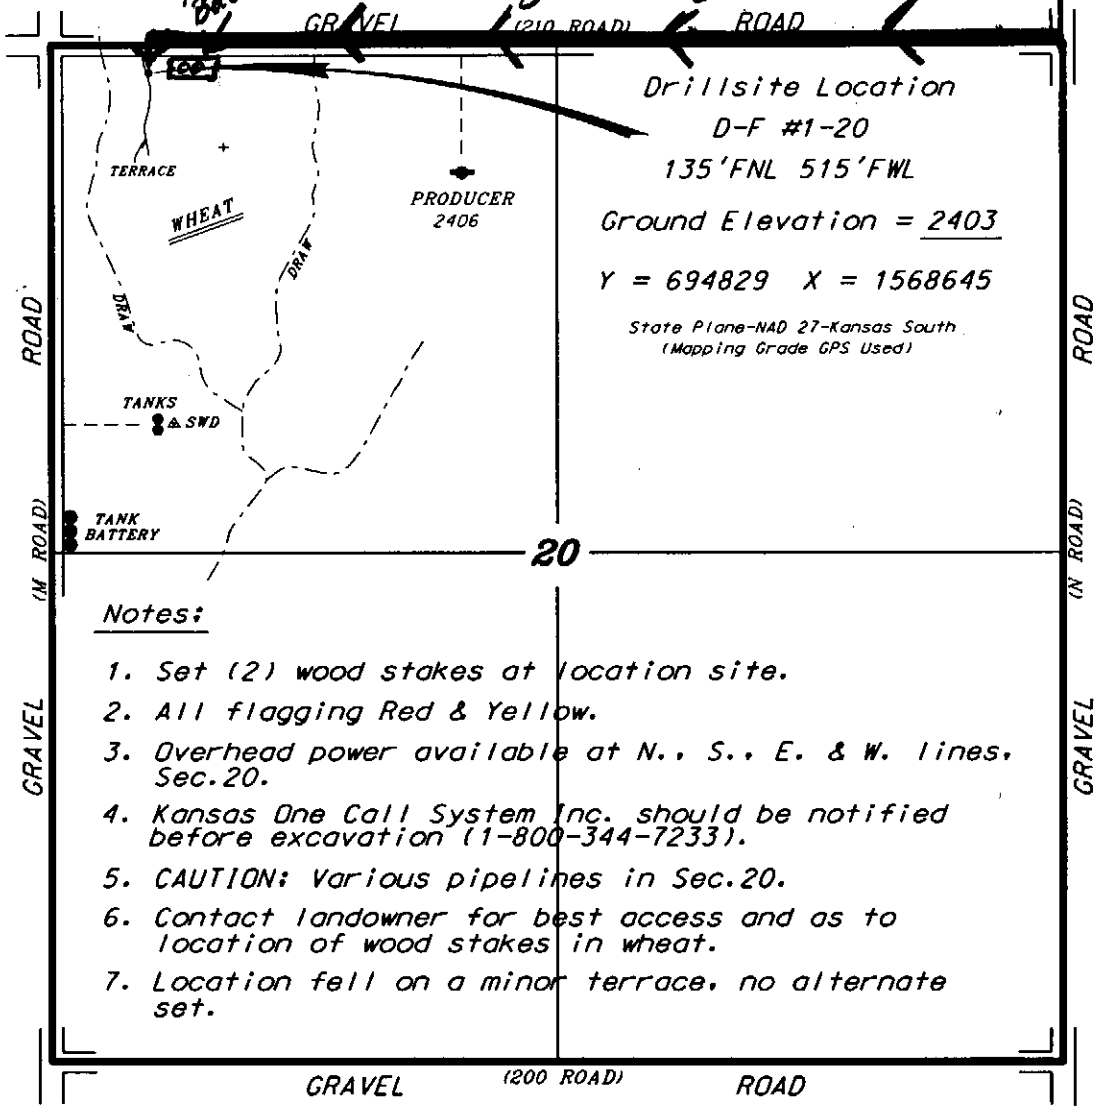 GRAVEL (210 ROAD) ROAD
Drillsite Location
D-F #1-20
135'FNL 515'FWL
Ground Elevation = 2403
Y = 694829 X = 1568645
State Plane-NAD 27-Kansas South
(Mapping Grade GPS Used)
TERRACE
WHEAT
PRODUCER
2406
DRAW
DRAW
TANKS
SWD
TANK
BATTERY
20
GRAVEL (M ROAD) ROAD
GRAVEL (N ROAD) ROAD
Notes:
1. Set (2) wood stakes at location site.
2. All flagging Red & Yellow.
3. Overhead power available at N., S., E. & W. lines,
Sec.20.
4. Kansas One Call System Inc. should be notified
before excavation (1-800-344-7233).
5. CAUTION: Various pipelines in Sec.20.
6. Contact landowner for best access and as to
location of wood stakes in wheat.
7. Location fell on a minor terrace, no alternate
set.
GRAVEL (200 ROAD) ROAD